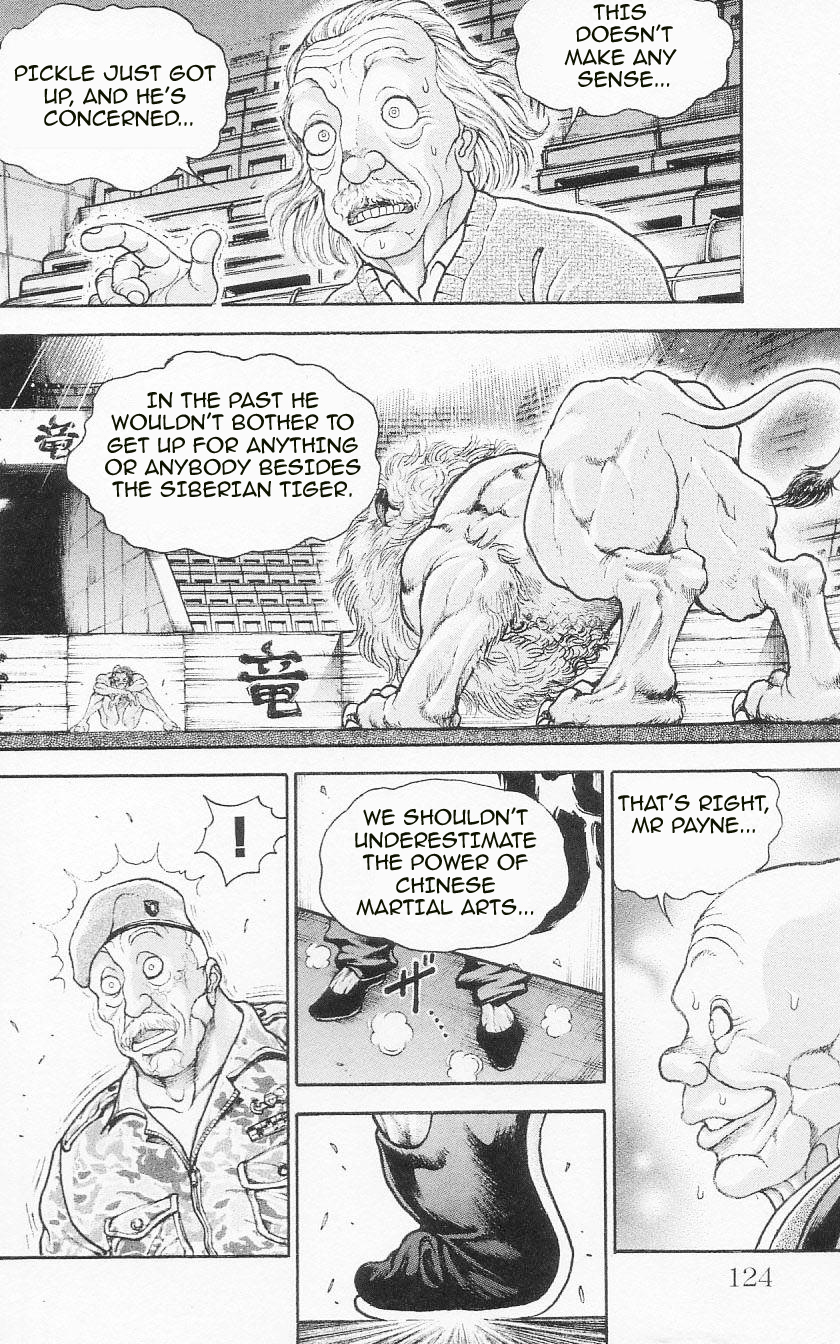 THIS
DOESN'T
MAKE ANY
SENSE...
PICKLE JUST GOT
UP, AND HE'S
CONCERNED...
IN THE PAST HE
WOULDN'T BOTHER TO
GET UP FOR ANYTHING
OR ANYBODY BESIDES
THE SIBERIAN TIGER.
竜
竜
THAT'S RIGHT,
MR PAYNE...
WE SHOULDN'T
UNDERESTIMATE
THE POWER OF
CHINESE
MARTIAL ARTS...
ザ...
!
124